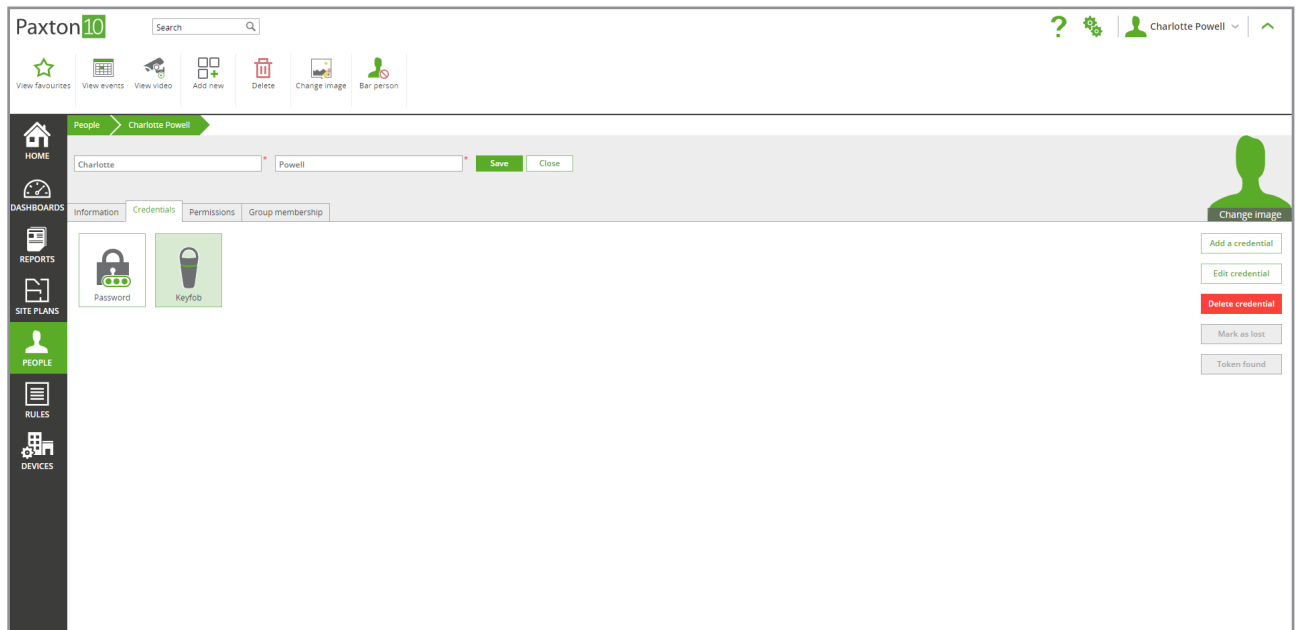 Paxton10
Search
Charlotte Powell
View favourites
View events
View video
Add new
Delete
Change image
Bar person
People
Charlotte Powell
HOME
Charlotte *
Powell *
Save
Close
DASHBOARDS
Information
Credentials
Permissions
Group membership
Change image
REPORTS
Password
Keyfob
Add a credential
Edit credential
Delete credential
Mark as lost
Token found
SITE PLANS
PEOPLE
RULES
DEVICES